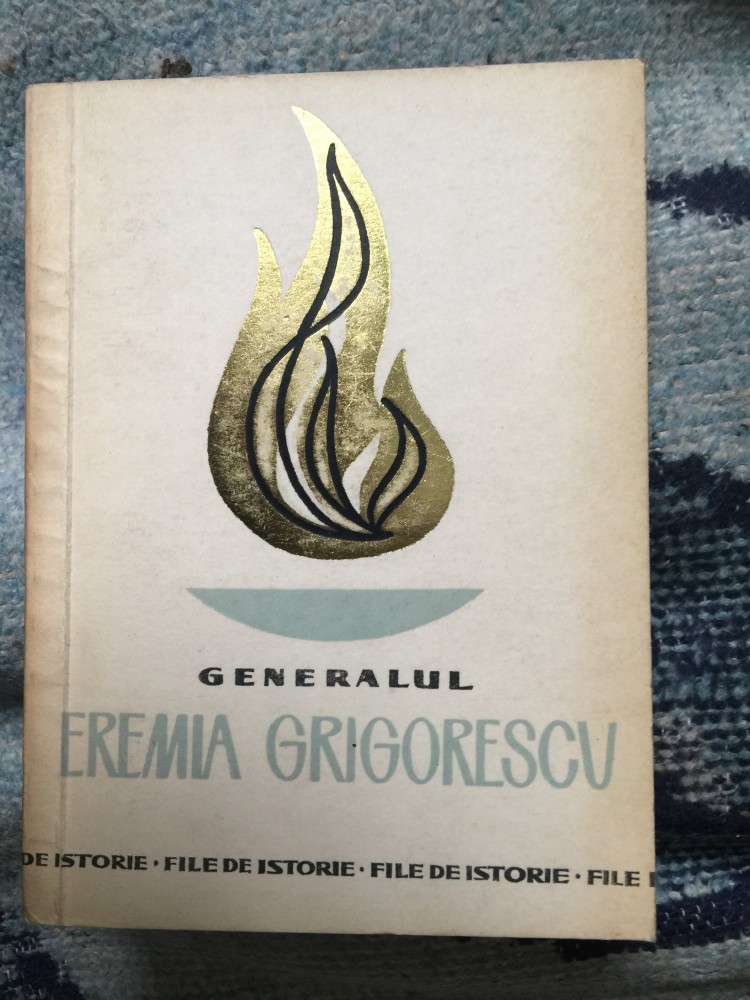 GENERALUL
EREMIA GRIGORESCU
DE ISTORIE · FILE DE ISTORIE · FILE DE ISTORIE · FILE